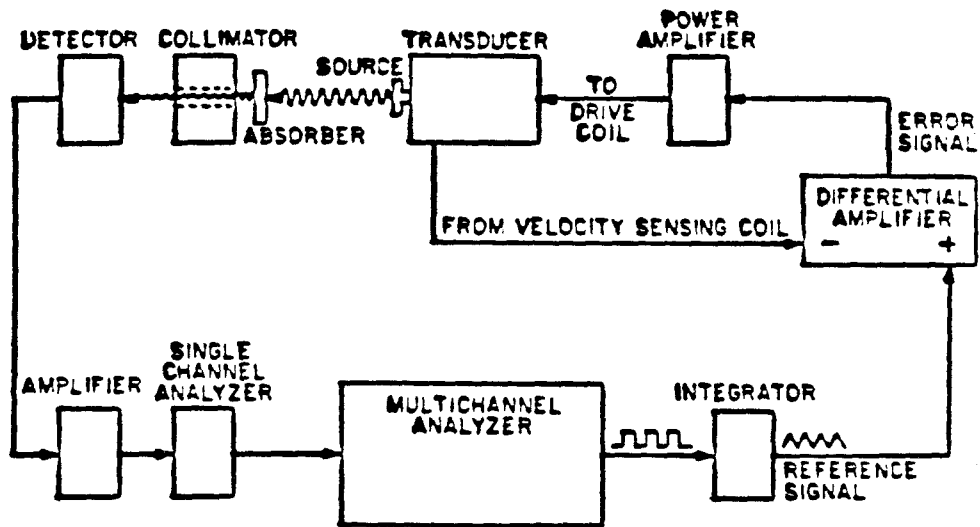 DETECTOR
COLLIMATOR
SOURCE
ABSORBER
TRANSDUCER
TO
DRIVE
COIL
POWER
AMPLIFIER
ERROR
SIGNAL
DIFFERENTIAL
AMPLIFIER
- +
FROM VELOCITY SENSING COIL
AMPLIFIER
SINGLE
CHANNEL
ANALYZER
MULTICHANNEL
ANALYZER
INTEGRATOR
REFERENCE
SIGNAL